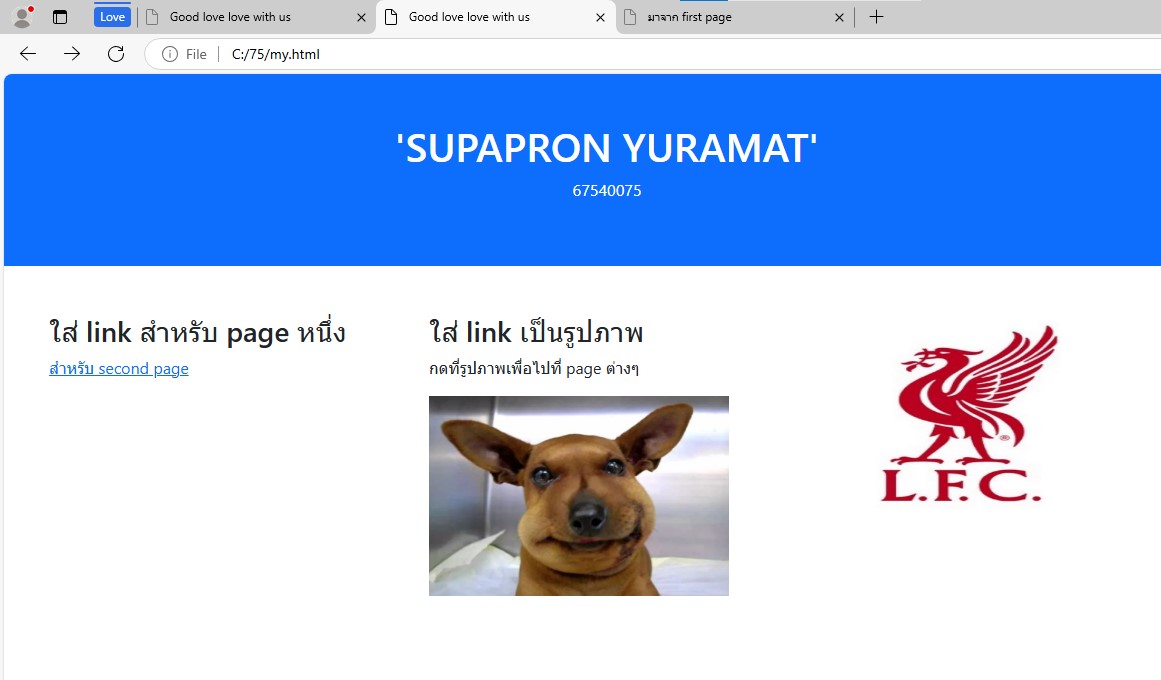 Love
Good love love with us
Good love love with us
มาจาก first page
File
C:/75/my.html
'SUPAPRON YURAMAT'
67540075
ใส่ link สำหรับ page หนึ่ง
สำหรับ second page
ใส่ link เป็นรูปภาพ
กดที่รูปภาพเพื่อไปที่ page ต่างๆ
L.F.C.
®